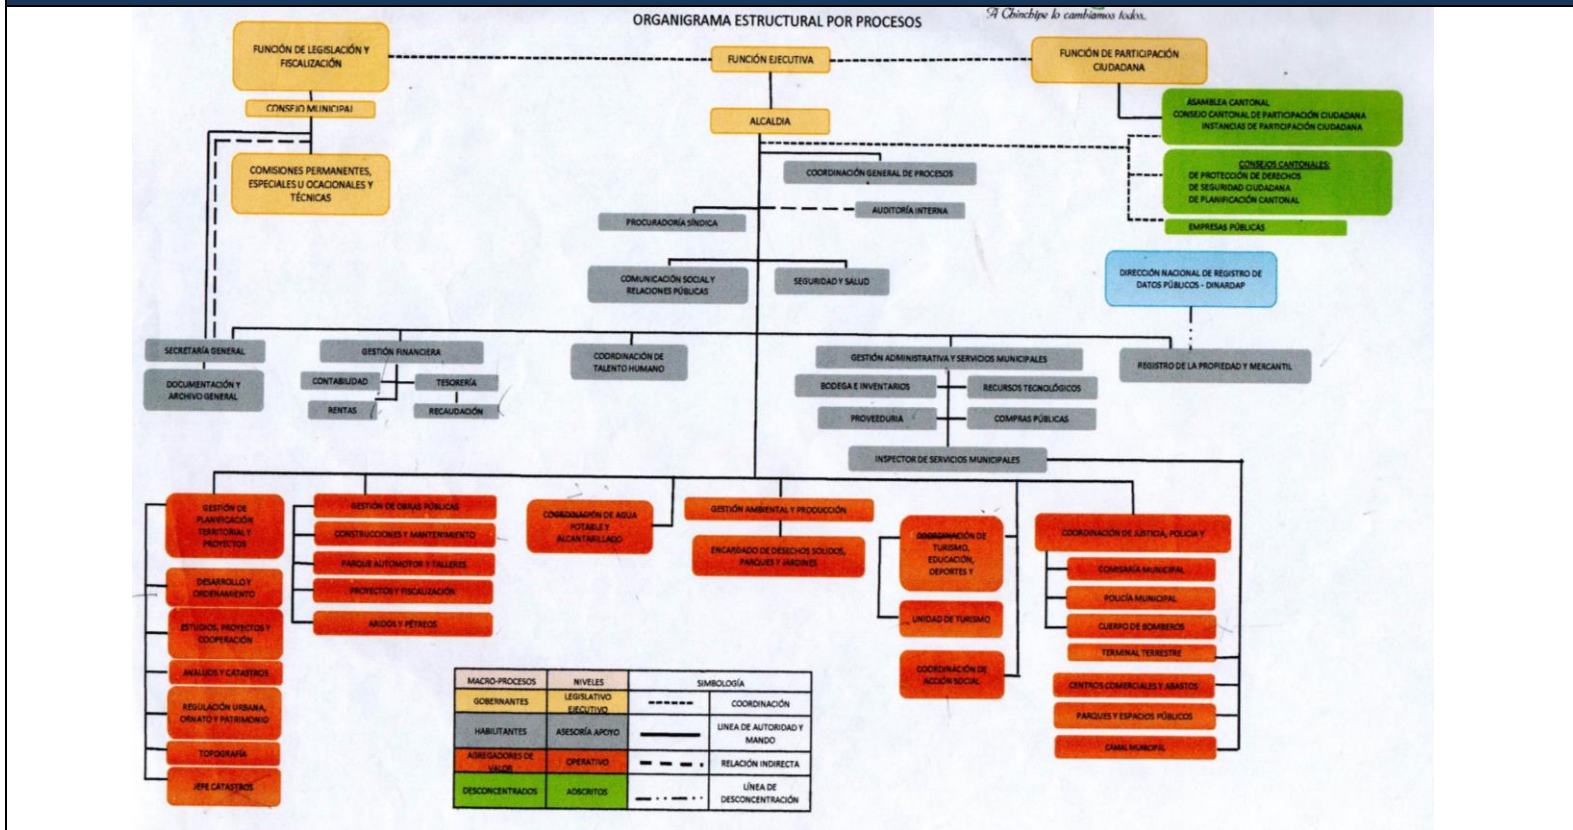 ORGANIGRAMA ESTRUCTURAL POR PROCESOS
A Chinchipe lo cambiamos todos.
FUNCIÓN DE LEGISLACIÓN Y
FISCALIZACIÓN
FUNCIÓN EJECUTIVA
FUNCIÓN DE PARTICIPACIÓN
CIUDADANA
CONSEJO MUNICIPAL
ALCALDIA
ASAMBLEA CANTONAL
CONSEJO CANTONAL DE PARTICIPACIÓN CIUDADANA
INSTANCIAS DE PARTICIPACIÓN CIUDADANA
COMISIONES PERMANENTES,
ESPECIALES U OCACIONALES Y
TÉCNICAS
COORDINACIÓN GENERAL DE PROCESOS
CONSEJOS CANTONALES:
DE PROTECCIÓN DE DERECHOS
DE SEGURIDAD CIUDADANA
DE PLANIFICACIÓN CANTONAL
AUDITORÍA INTERNA
PROCURADORÍA SÍNDICA
EMPRESAS PÚBLICAS
COMUNICACIÓN SOCIAL Y
RELACIONES PÚBLICAS
SEGURIDAD Y SALUD
DIRECCIÓN NACIONAL DE REGISTRO DE
DATOS PÚBLICOS - DINARDAP
SECRETARÍA GENERAL
DOCUMENTACIÓN Y
ARCHIVO GENERAL
GESTIÓN FINANCIERA
CONTABILIDAD
TESORERÍA
RENTAS
RECAUDACIÓN
COORDINACIÓN DE
TALENTO HUMANO
GESTIÓN ADMINISTRATIVA Y SERVICIOS MUNICIPALES
BODEGA E INVENTARIOS
RECURSOS TECNOLÓGICOS
PROVEEDURIA
COMPRAS PÚBLICAS
INSPECTOR DE SERVICIOS MUNICIPALES
REGISTRO DE LA PROPIEDAD Y MERCANTIL
GESTIÓN DE
PLANIFICACIÓN
TERRITORIAL Y
PROYECTOS
DESARROLLO Y
ORDENAMIENTO
ESTUDIOS, PROYECTOS Y
COOPERACIÓN
AVALÚOS Y CATASTROS
REGULACIÓN URBANA,
ORNATO Y PATRIMONIO
TOPOGRAFÍA
JEFE CATASTROS
GESTIÓN DE OBRAS PÚBLICAS
CONSTRUCCIONES Y MANTENIMIENTO
PARQUE AUTOMOTOR Y TALLERES
PROYECTOS Y FISCALIZACIÓN
ARIDOS Y PÉTREOS
COORDINACIÓN DE AGUA
POTABLE Y
ALCANTARILLADO
GESTIÓN AMBIENTAL Y PRODUCCIÓN
ENCARGADO DE DESECHOS SOLIDOS,
PARQUES Y JARDINES
COORDINACIÓN DE
TURISMO,
EDUCACIÓN,
DEPORTES Y
UNIDAD DE TURISMO
COORDINACIÓN DE
ACCIÓN SOCIAL
COORDINACIÓN DE JUSTICIA, POLICIA Y
COMISARÍA MUNICIPAL
POLICÍA MUNICIPAL
CUERPO DE BOMBEROS
TERMINAL TERRESTRE
CENTROS COMERCIALES Y ABASTOS
PARQUES Y ESPACIOS PÚBLICOS
CAMAL MUNICIPAL
MACRO-PROCESOS NIVELES SIMBOLOGÍA
GOBERNANTES LEGISLATIVO
EJECUTIVO COORDINACIÓN
HABILITANTES ASESORÍA APOYO LINEA DE AUTORIDAD Y
MANDO
AGREGADORES DE
VALOR OPERATIVO RELACIÓN INDIRECTA
DESCONCENTRADOS ADSCRITOS LÍNEA DE
DESCONCENTRACIÓN